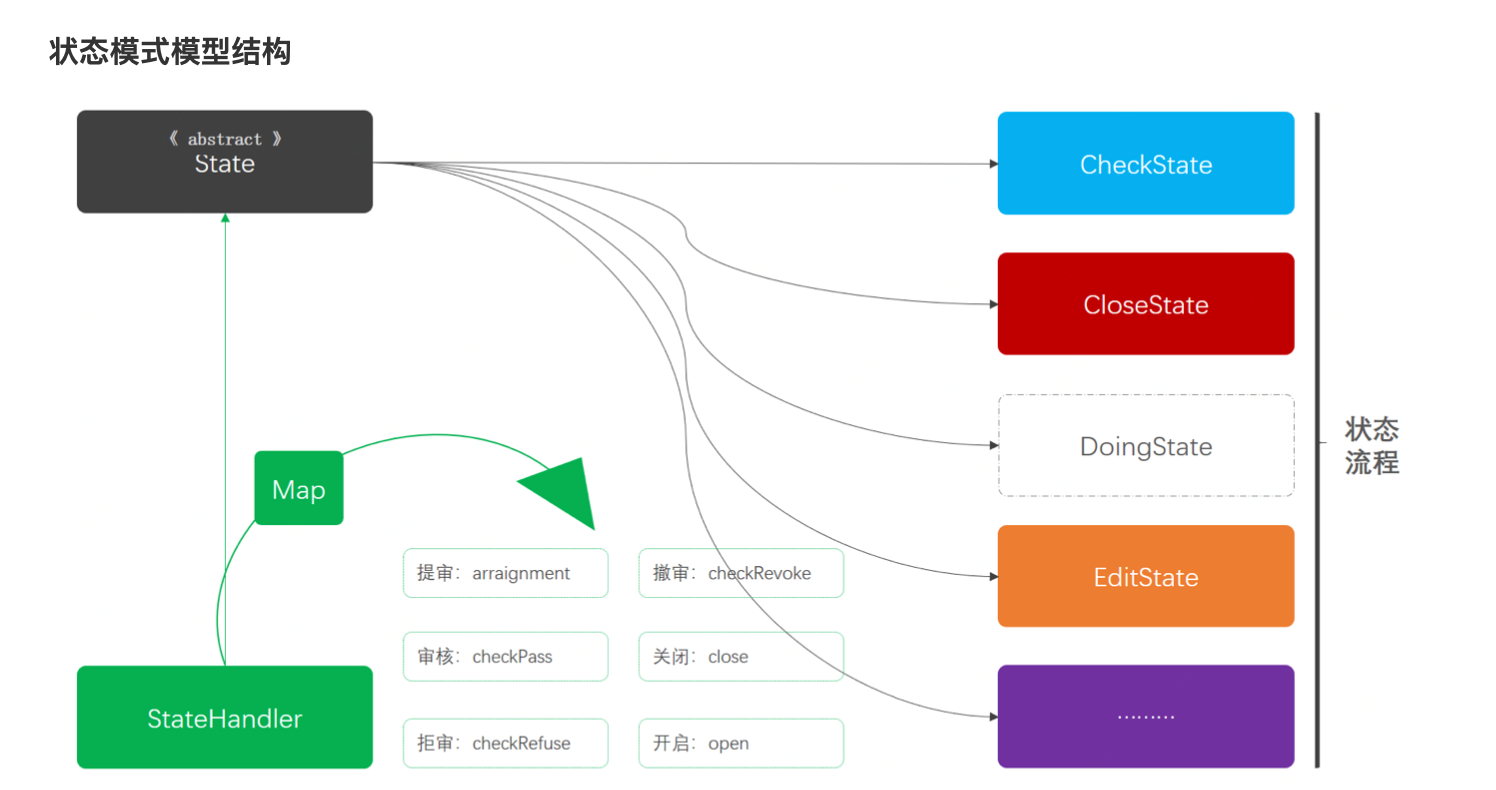 状态模式模型结构
《 abstract 》
State
CheckState
CloseState
DoingState
状态
流程
Map
EditState
提审：arraignment
撤审：checkRevoke
审核：checkPass
关闭：close
StateHandler
………
拒审：checkRefuse
开启：open